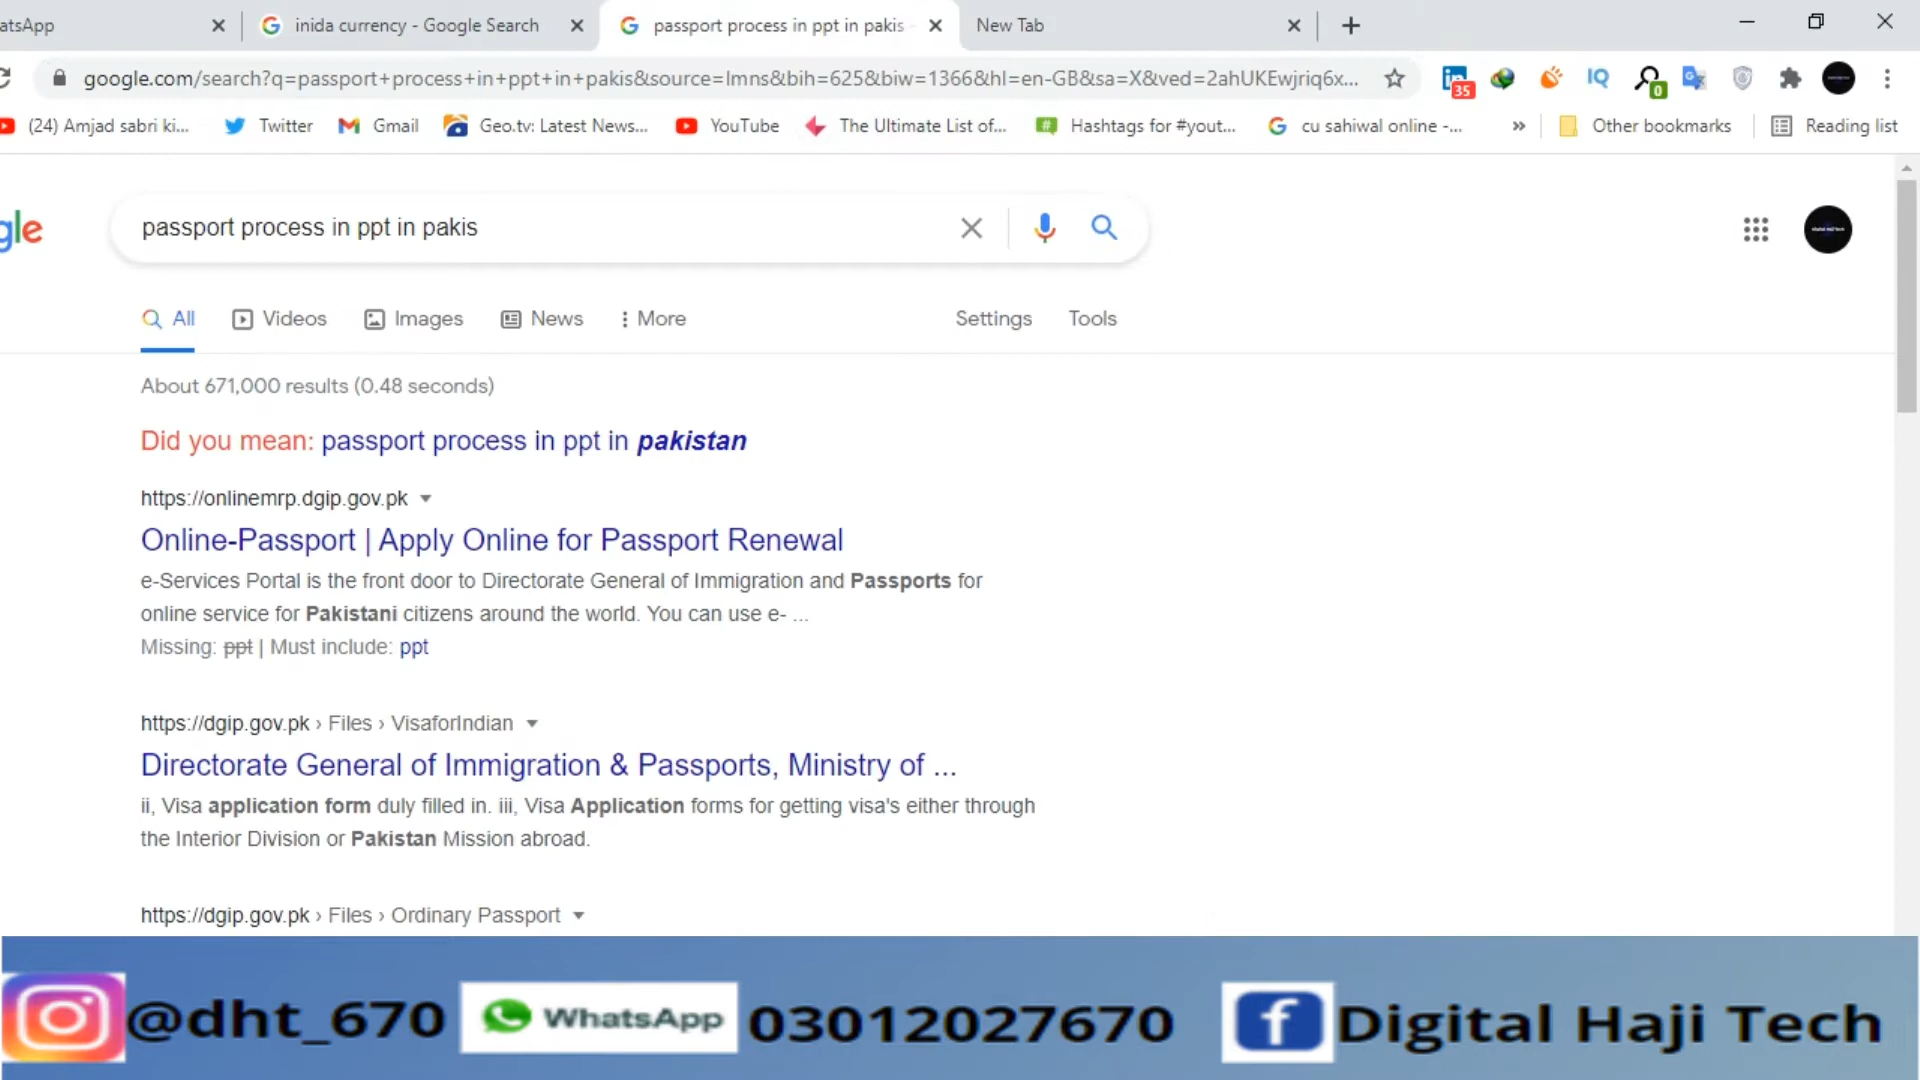 atsApp
inida currency - Google Search
passport process in ppt in pakis -
New Tab
google.com/search?q=passport+process+in+ppt+in+pakis&source=lmns&bih=625&biw=1366&hl=en-GB&sa=X&ved=2ahUKEwjriq6x...
35
IQ
0
(24) Amjad sabri ki...
Twitter
Gmail
Geo.tv: Latest News...
YouTube
The Ultimate List of...
Hashtags for #yout...
cu sahiwal online -...
»
Other bookmarks
Reading list
gle
passport process in ppt in pakis
All
Videos
Images
News
More
Settings
Tools
About 671,000 results (0.48 seconds)
Did you mean: passport process in ppt in pakistan
https://onlinemrp.dgip.gov.pk
Online-Passport | Apply Online for Passport Renewal
e-Services Portal is the front door to Directorate General of Immigration and Passports for
online service for Pakistani citizens around the world. You can use e- ...
Missing: ppt | Must include: ppt
https://dgip.gov.pk › Files › VisaforIndian
Directorate General of Immigration & Passports, Ministry of ...
ii, Visa application form duly filled in. iii, Visa Application forms for getting visa's either through
the Interior Division or Pakistan Mission abroad.
https://dgip.gov.pk › Files › Ordinary Passport
@dht_670
WhatsApp
03012027670
Digital Haji Tech